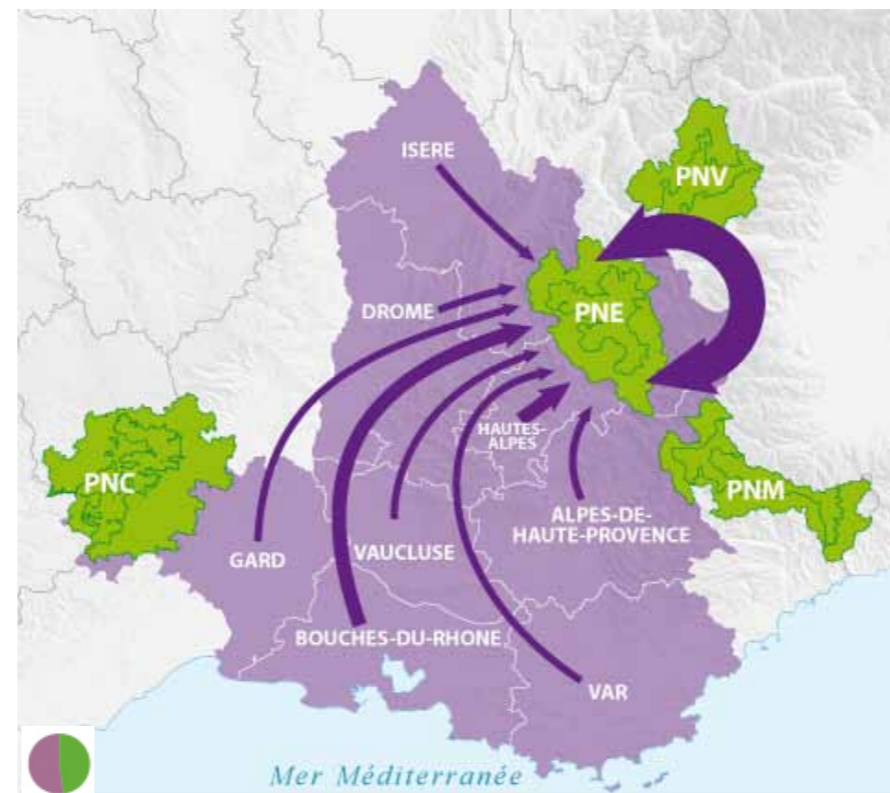 ISERE
PNV
DROME
PNE
HAUTES-
ALPES
PNC
PNM
GARD
VAUCLUSE
ALPES-DE-
HAUTE-PROVENCE
BOUCHES-DU-RHONE
VAR
Mer Méditerranée